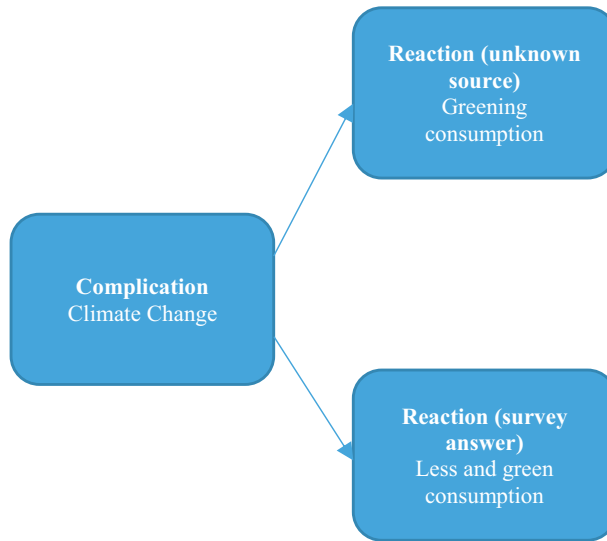 Reaction (unknown
source)
Greening
consumption
Complication
Climate Change
Reaction (survey
answer)
Less and green
consumption